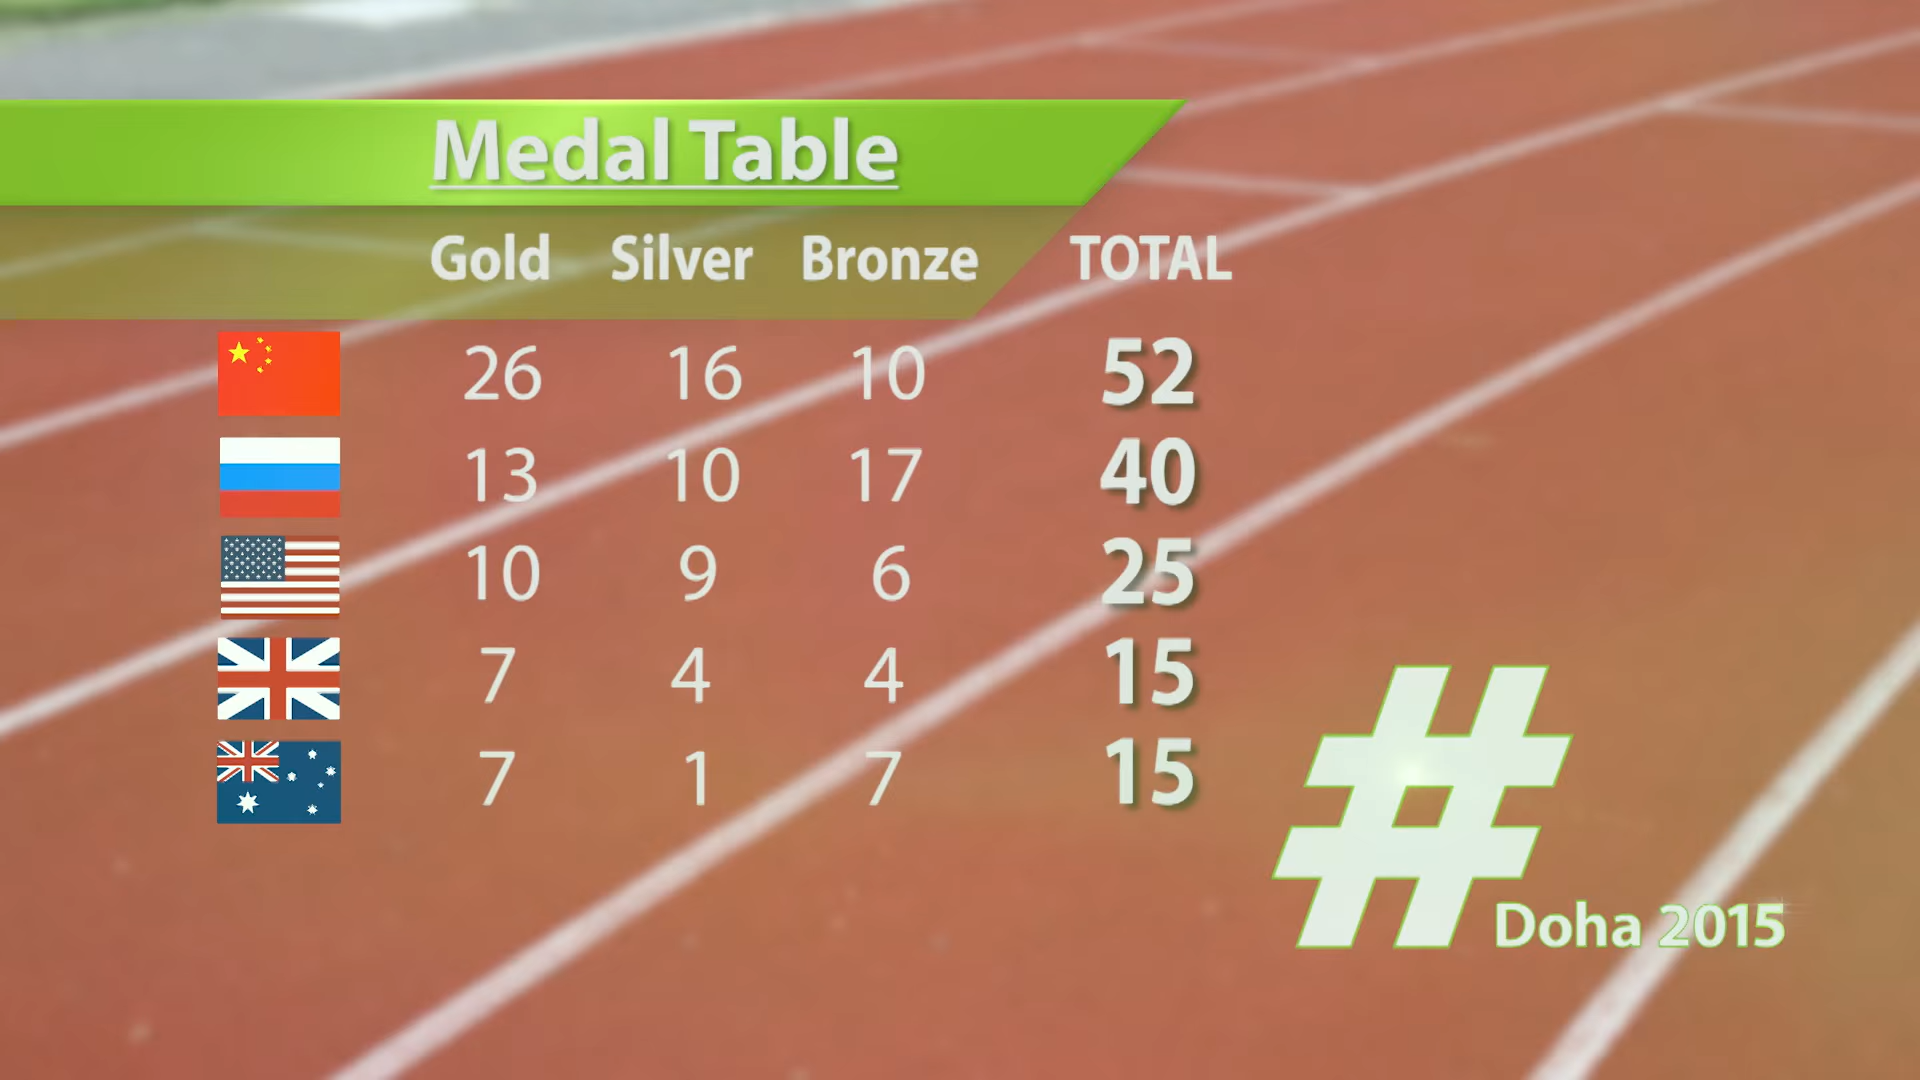 Medal Table
Gold Silver Bronze TOTAL
26 16 10 52
13 10 17 40
10 9 6 25
7 4 4 15
7 1 7 15
#Doha 2015